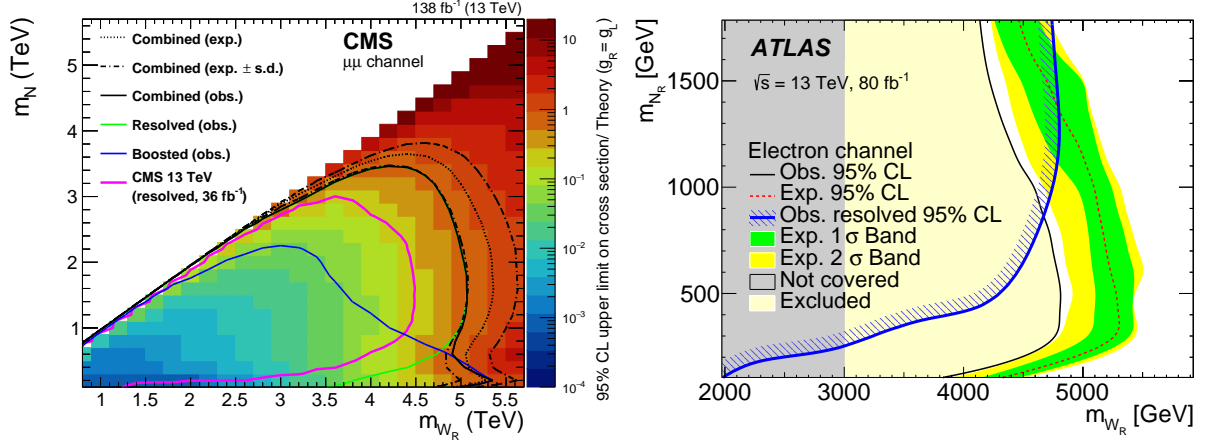 138 fb⁻¹ (13 TeV)
CMS
μμ channel
Combined (exp.)
Combined (exp. ± s.d.)
Combined (obs.)
Resolved (obs.)
Boosted (obs.)
CMS 13 TeV
(resolved, 36 fb⁻¹)
m_N (TeV)
5
4
3
2
1
1 1.5 2 2.5 3 3.5 4 4.5 5 5.5
m_{W_R} (TeV)
10
1
10⁻¹
10⁻²
10⁻³
10⁻⁴
95% CL upper limit on cross section/ Theory (g_R = g_L)
m_{N_R} [GeV]
1500
1000
500
ATLAS
√s = 13 TeV, 80 fb⁻¹
Electron channel
Obs. 95% CL
Exp. 95% CL
Obs. resolved 95% CL
Exp. 1 σ Band
Exp. 2 σ Band
Not covered
Excluded
2000 3000 4000 5000
m_{W_R} [GeV]